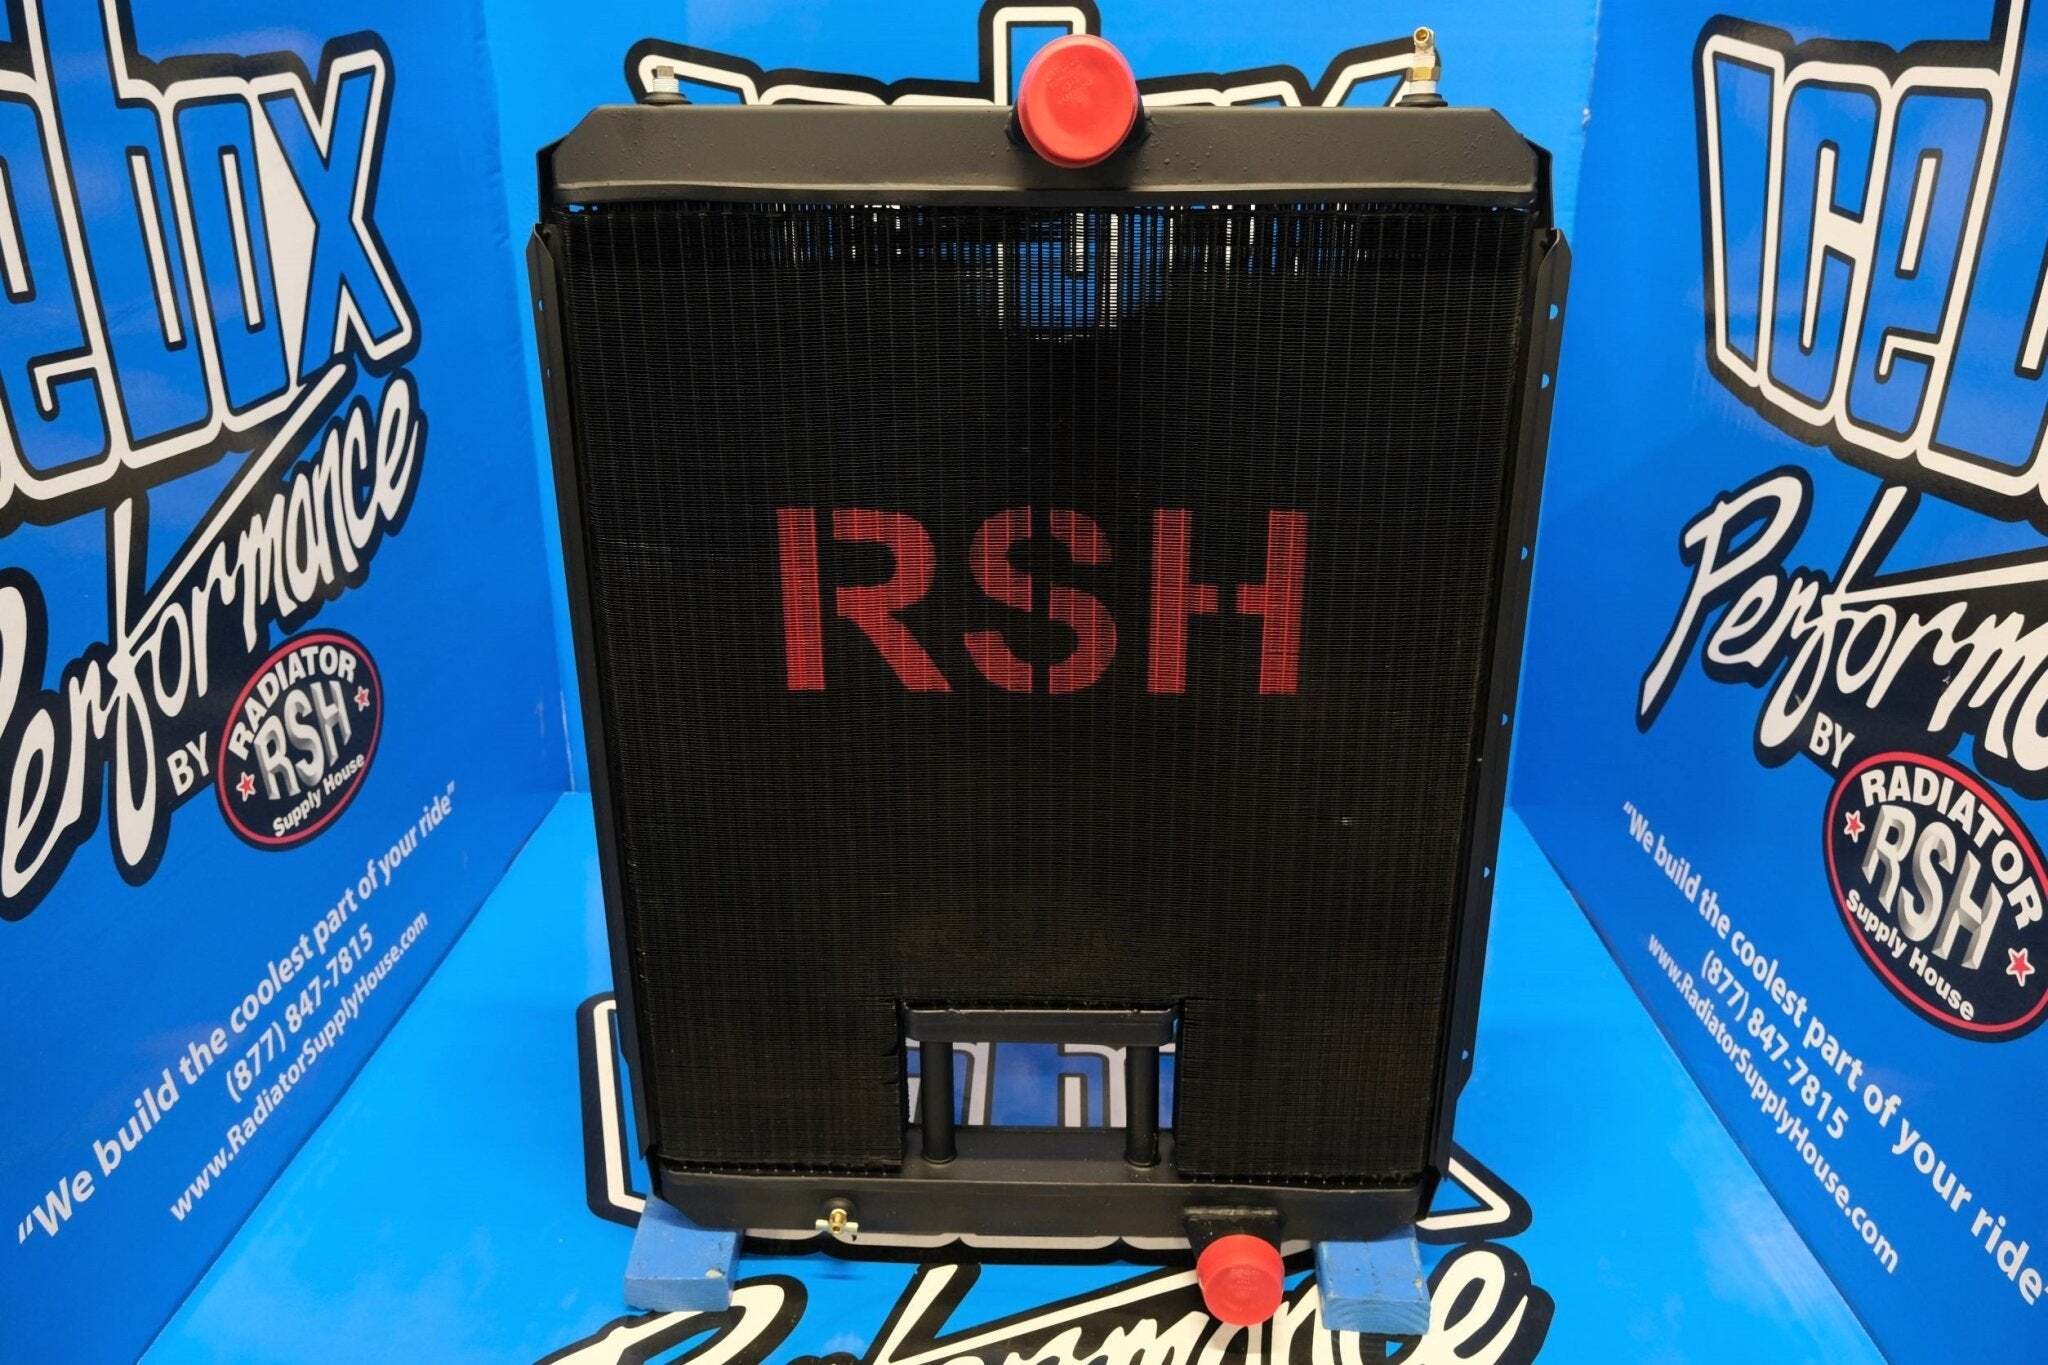 icebox
Performance
BY
RADIATOR
RSH
Supply House
"We build the coolest part of your ride"
(877) 847-7815
www.RadiatorSupplyHouse.com
RSH
Performance
Performance
BY
RADIATOR
RSH
Supply House
"We build the coolest part of your ride"
(877) 847-7815
www.RadiatorSupplyHouse.com